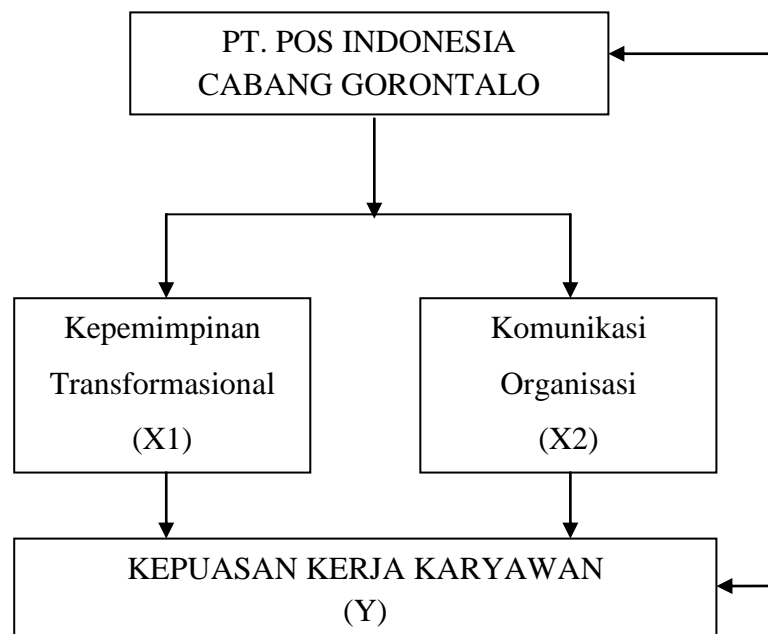 PT. POS INDONESIA
CABANG GORONTALO
Kepemimpinan
Transformasional
(X1)
Komunikasi
Organisasi
(X2)
KEPUASAN KERJA KARYAWAN
(Y)